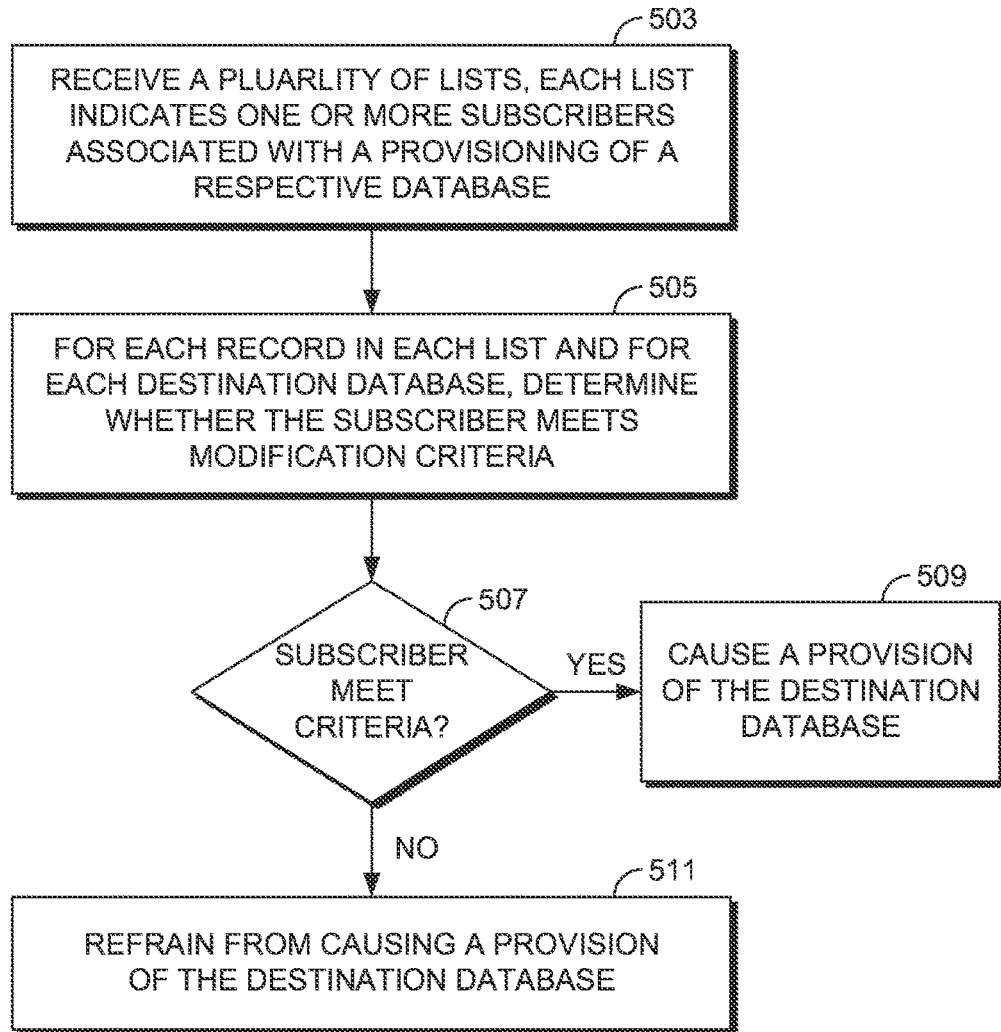 503
RECEIVE A PLUARLITY OF LISTS, EACH LIST
INDICATES ONE OR MORE SUBSCRIBERS
ASSOCIATED WITH A PROVISIONING OF A
RESPECTIVE DATABASE
505
FOR EACH RECORD IN EACH LIST AND FOR
EACH DESTINATION DATABASE, DETERMINE
WHETHER THE SUBSCRIBER MEETS
MODIFICATION CRITERIA
507
SUBSCRIBER
MEET
CRITERIA?
YES
509
CAUSE A PROVISION
OF THE DESTINATION
DATABASE
NO
511
REFRAIN FROM CAUSING A PROVISION
OF THE DESTINATION DATABASE